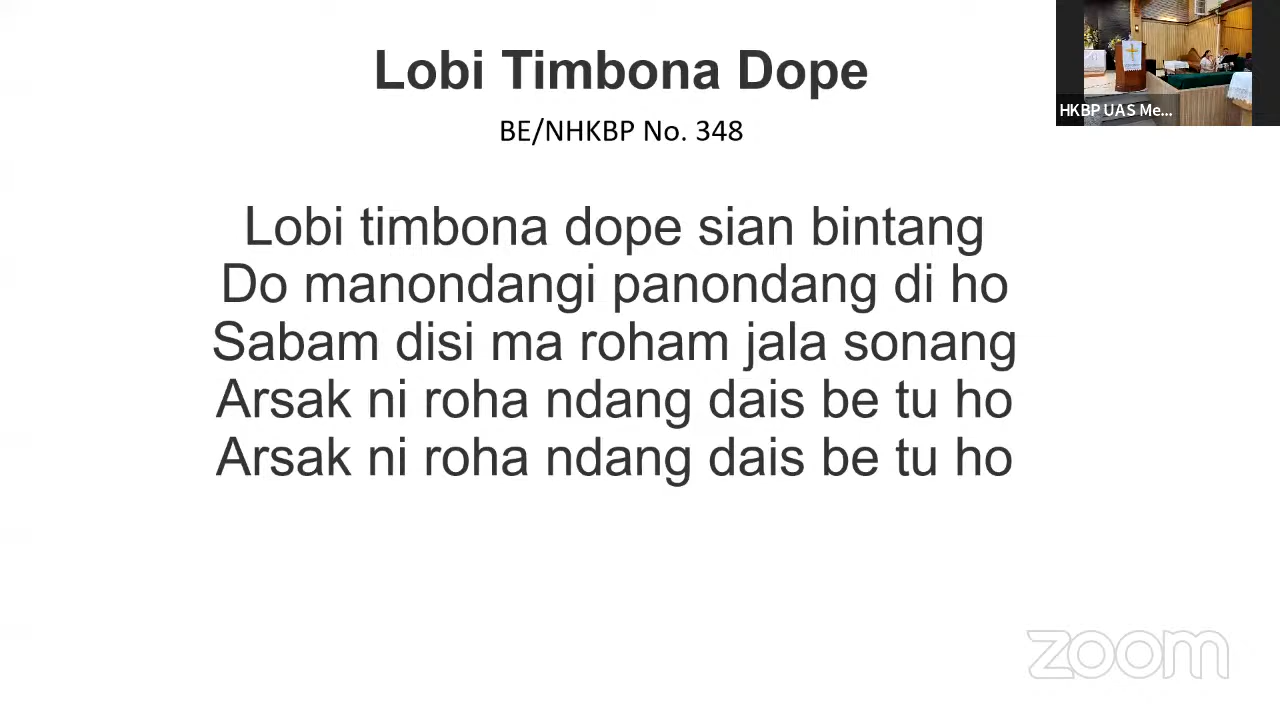 Lobi Timbona Dope
BE/NHKBP No. 348
HKBP UAS Me...
Lobi timbona dope sian bintang
Do manondangi panondang di ho
Sabam disi ma roham jala sonang
Arsak ni roha ndang dais be tu ho
Arsak ni roha ndang dais be tu ho
zoom